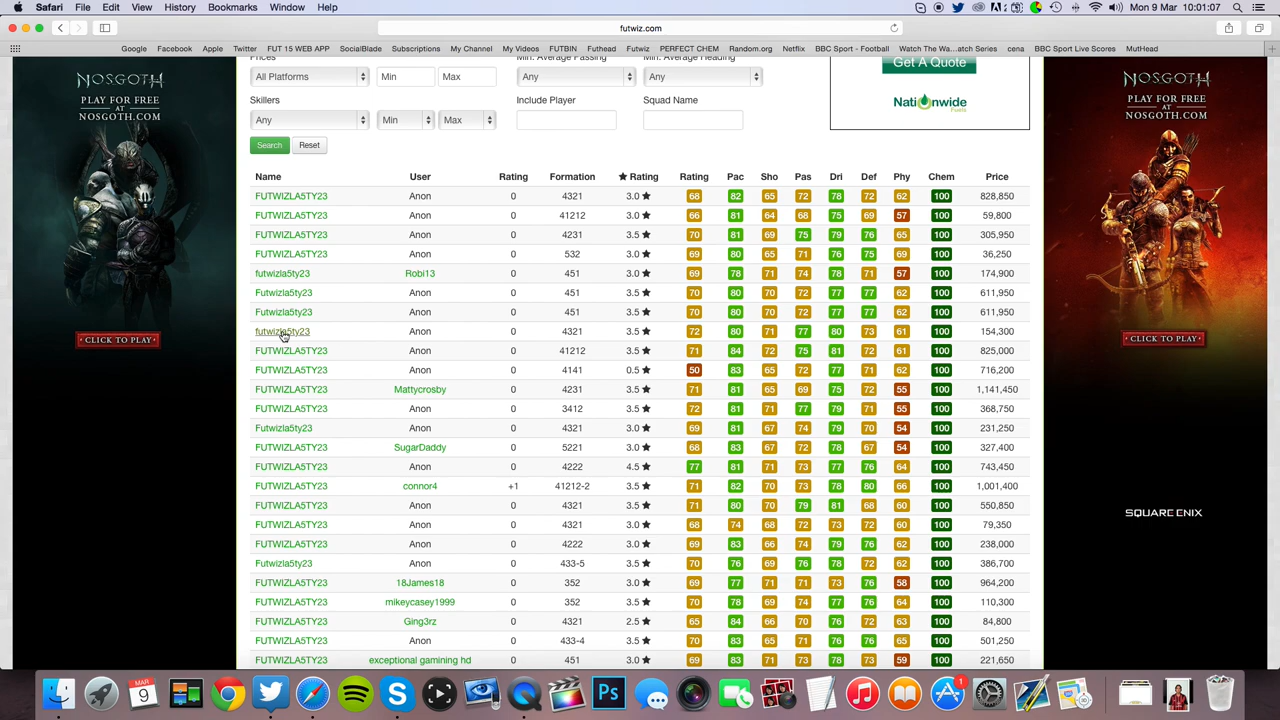 Safari File Edit View History Bookmarks Window Help Mon 9 Mar 10:01:07
futwiz.com
Google Facebook Apple Twitter FUT 15 WEB APP SocialBlade Subscriptions My Channel My Videos FUTBIN Futhead Futwiz PERFECT CHEM Random.org Netflix BBC Sport - Football Watch The Wa...atch Series cena BBC Sport Live Scores MutHead
Prices Min. Average Passing Min. Average Heading
All Platforms Min Max Any Any
Skillers Include Player Squad Name
Any Min Max
Search Reset
Get A Quote
Nationwide
NOSGOTH
PLAY FOR FREE
AT
NOSGOTH.COM
• CLICK TO PLAY •
NOSGOTH
PLAY FOR FREE
AT
NOSGOTH.COM
• CLICK TO PLAY •
SQUARE ENIX
Name User Rating Formation ★ Rating Rating Pac Sho Pas Dri Def Phy Chem Price
FUTWIZLA5TY23 Anon 0 4321 3.0 ★ 68 82 65 72 78 72 62 100 828,850
FUTWIZLA5TY23 Anon 0 41212 3.0 ★ 66 81 64 68 75 69 57 100 59,800
FUTWIZLA5TY23 Anon 0 4231 3.5 ★ 70 81 69 75 79 76 65 100 305,950
FUTWIZLA5TY23 Anon 0 532 3.5 ★ 69 80 65 71 76 75 69 100 36,250
futwizla5ty23 Robi13 0 451 3.5 ★ 69 78 71 74 78 71 57 100 174,900
Futwizla5ty23 Anon 0 451 3.5 ★ 70 80 70 72 77 77 62 100 611,950
Futwizla5ty23 Anon 0 451 3.5 ★ 70 80 70 72 77 77 62 100 611,950
futwizla5ty23 Anon 0 4321 3.5 ★ 72 80 71 77 80 73 61 100 154,300
FUTWIZLA5TY23 Anon 0 41212 3.5 ★ 71 84 72 75 81 72 61 100 825,000
FUTWIZLA5TY23 Anon 0 4141 0.5 ★ 50 83 65 72 77 71 62 100 716,200
FUTWIZLA5TY23 Mattycrosby 0 4231 3.5 ★ 71 81 65 69 75 72 55 100 1,141,450
FUTWIZLA5TY23 Anon 0 3412 3.5 ★ 72 81 71 77 79 71 55 100 368,750
Futwizla5ty23 Anon 0 4321 3.0 ★ 69 81 67 74 79 70 54 100 231,250
FUTWIZLA5TY23 SugarDaddy 0 5221 3.0 ★ 68 83 67 72 78 67 54 100 327,400
FUTWIZLA5TY23 Anon 0 4222 4.5 ★ 77 81 71 73 77 76 64 100 743,450
FUTWIZLA5TY23 connor4 +1 41212-2 3.5 ★ 71 82 70 73 78 80 66 100 1,001,400
FUTWIZLA5TY23 Anon 0 4321 3.5 ★ 71 80 70 79 81 68 60 100 550,850
FUTWIZLA5TY23 Anon 0 4321 3.0 ★ 68 74 68 72 73 72 60 100 79,350
FUTWIZLA5TY23 Anon 0 4222 3.0 ★ 69 83 66 74 79 76 62 100 238,000
Futwizla5ty23 Anon 0 433-5 3.5 ★ 70 76 69 76 78 72 62 100 386,700
FUTWIZLA5TY23 18James18 0 352 3.0 ★ 69 77 71 71 73 76 58 100 964,200
FUTWIZLA5TY23 mikeycasey1999 0 352 3.5 ★ 70 78 69 74 77 76 64 100 110,300
FUTWIZLA5TY23 Ging3rz 0 4321 2.5 ★ 65 84 66 70 76 72 63 100 84,800
FUTWIZLA5TY23 Anon 0 433-4 3.5 ★ 70 83 65 71 76 76 65 100 501,250
FUTWIZLA5TY23 exceptional gamining hd 0 451 3.0 ★ 69 83 71 73 78 73 59 100 221,650
MAR
9
Ps
1